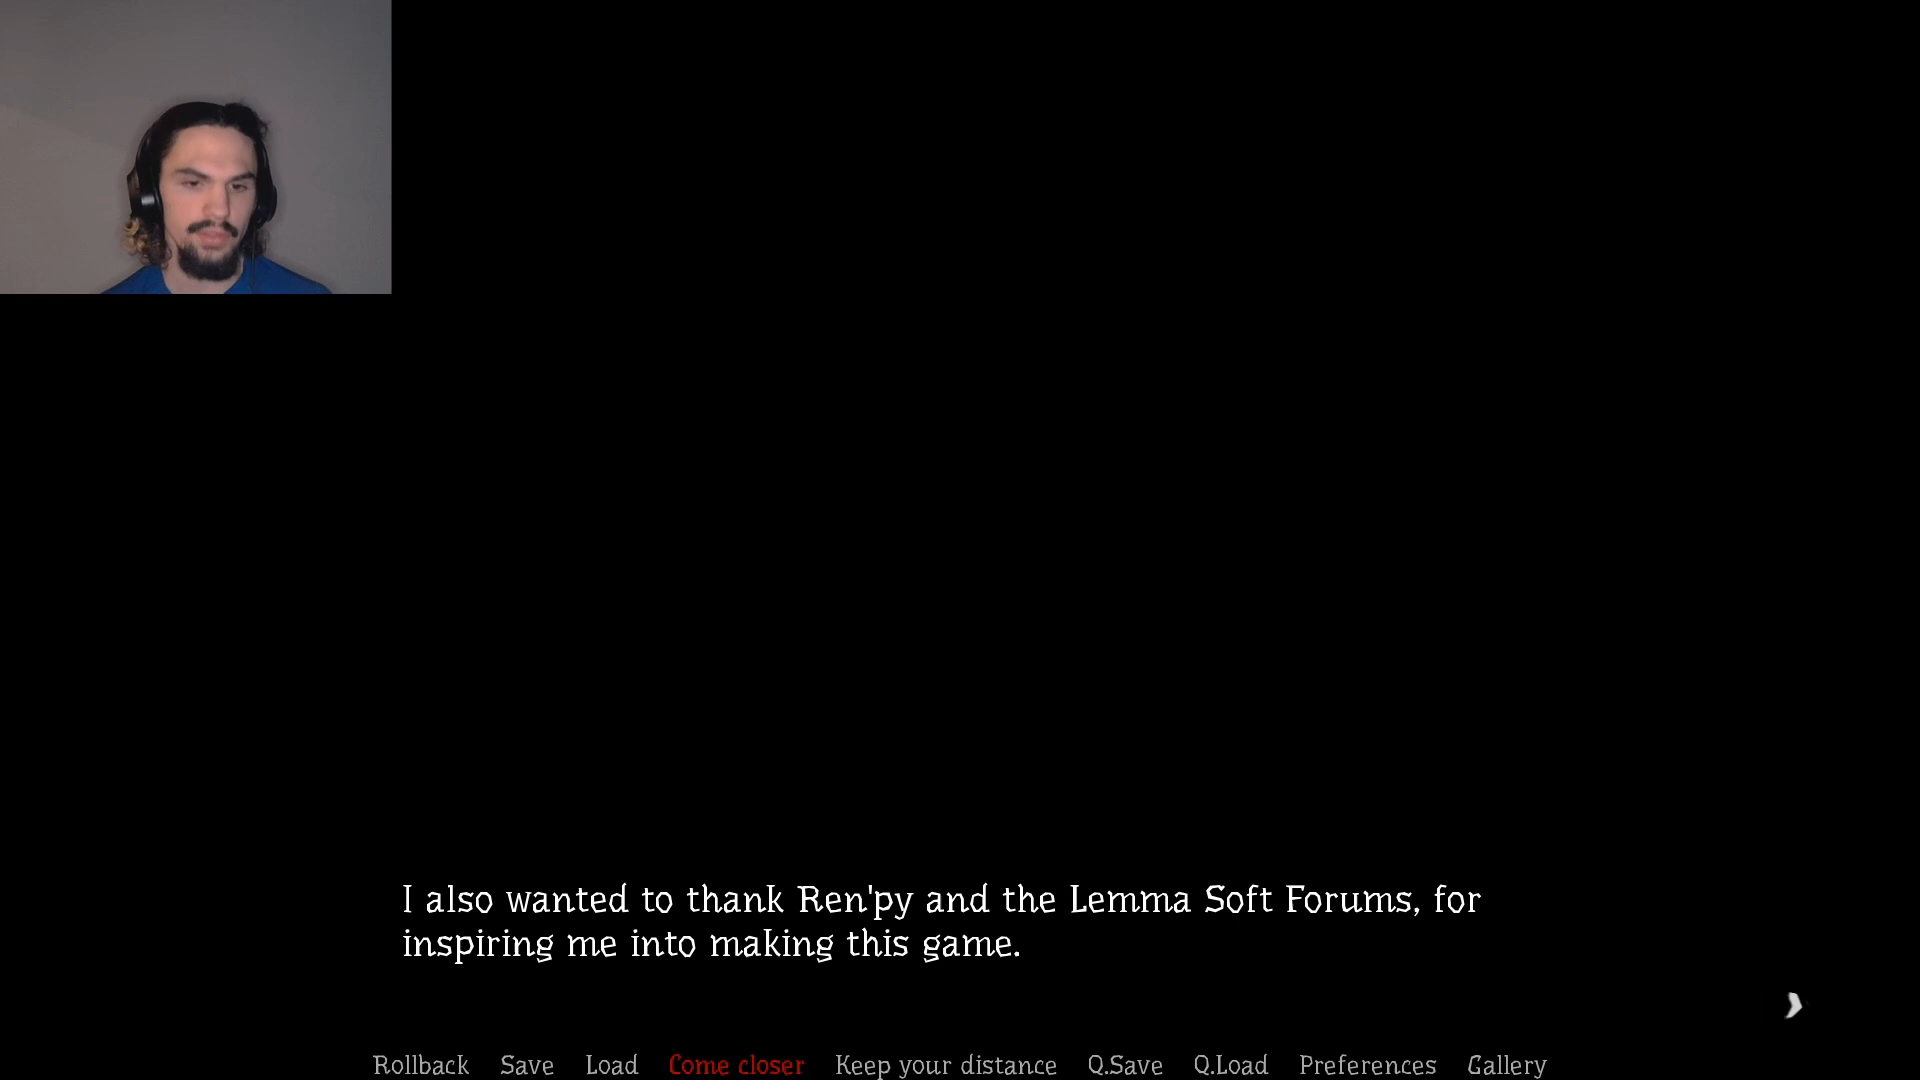 I also wanted to thank Ren'py and the Lemma Soft Forums, for
inspiring me into making this game.
Rollback Save Load Come closer Keep your distance Q.Save Q.Load Preferences Gallery